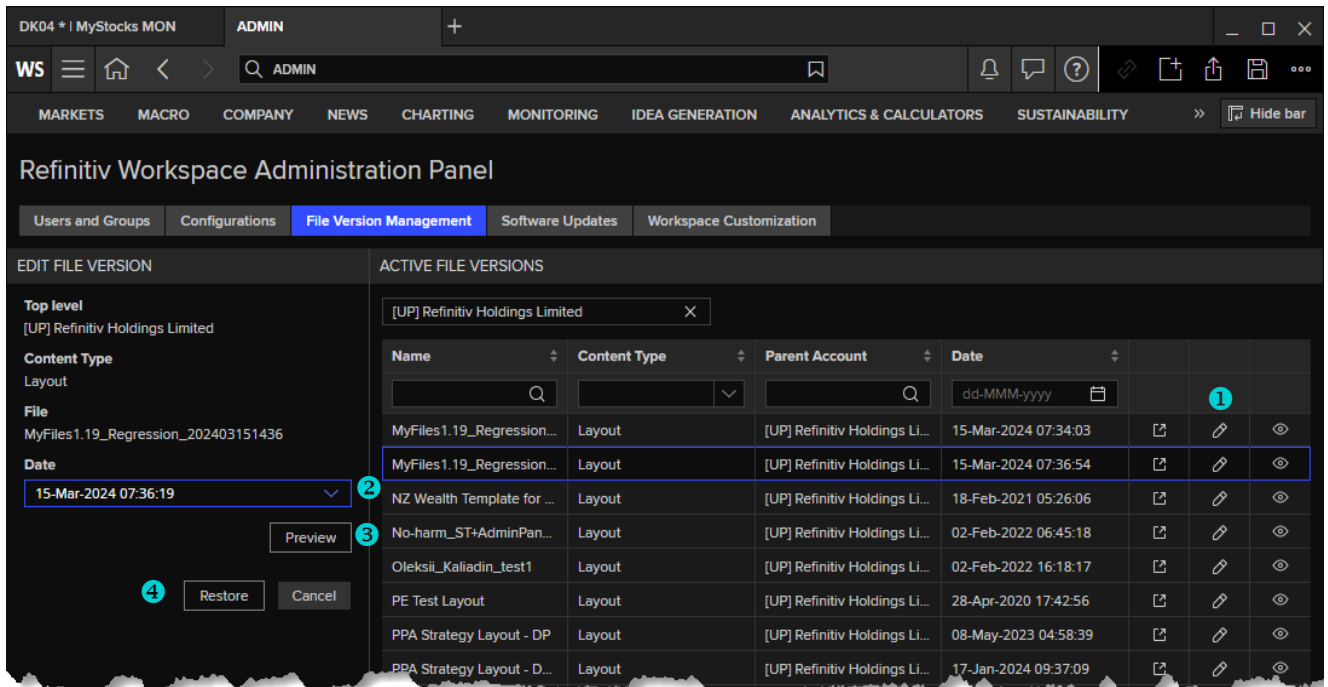 DK04 * | MyStocks MON
ADMIN
WS
ADMIN
MARKETS
MACRO
COMPANY
NEWS
CHARTING
MONITORING
IDEA GENERATION
ANALYTICS & CALCULATORS
SUSTAINABILITY
Hide bar
Refinitiv Workspace Administration Panel
Users and Groups
Configurations
File Version Management
Software Updates
Workspace Customization
EDIT FILE VERSION
Top level
[UP] Refinitiv Holdings Limited
Content Type
Layout
File
MyFiles1.19_Regression_202403151436
Date
15-Mar-2024 07:36:19
2
Preview
3
4
Restore
Cancel
ACTIVE FILE VERSIONS
[UP] Refinitiv Holdings Limited
Name Content Type Parent Account Date
dd-MMM-yyyy
1
MyFiles1.19_Regression... Layout [UP] Refinitiv Holdings Li... 15-Mar-2024 07:34:03
MyFiles1.19_Regression... Layout [UP] Refinitiv Holdings Li... 15-Mar-2024 07:36:54
NZ Wealth Template for ... Layout [UP] Refinitiv Holdings Li... 18-Feb-2021 05:26:06
No-harm_ST+AdminPan... Layout [UP] Refinitiv Holdings Li... 02-Feb-2022 06:45:18
Oleksii_Kaliadin_test1 Layout [UP] Refinitiv Holdings Li... 02-Feb-2022 16:18:17
PE Test Layout Layout [UP] Refinitiv Holdings Li... 28-Apr-2020 17:42:56
PPA Strategy Layout - DP Layout [UP] Refinitiv Holdings Li... 08-May-2023 04:58:39
PPA Strategy Layout - D... Layout [UP] Refinitiv Holdings Li... 17-Jan-2024 09:37:09